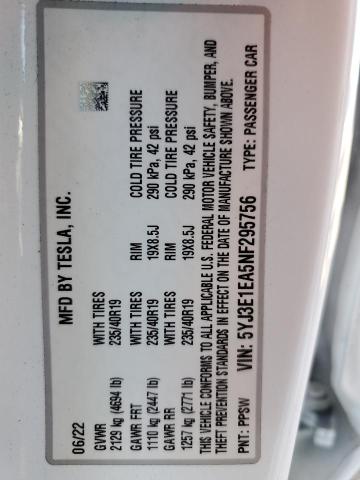 MFD BY TESLA, INC.
06/22
GVWR
2129 kg (4694 lb)
WITH TIRES
235/40R19
RIM
19X8.5J
COLD TIRE PRESSURE
290 kPa, 42 psi
GAWR FRT
1110 kg (2447 lb)
WITH TIRES
235/40R19
RIM
19X8.5J
COLD TIRE PRESSURE
290 kPa, 42 psi
GAWR RR
1257 kg (2771 lb)
WITH TIRES
235/40R19
THIS VEHICLE CONFORMS TO ALL APPLICABLE U.S. FEDERAL MOTOR VEHICLE SAFETY, BUMPER, AND
THEFT PREVENTION STANDARDS IN EFFECT ON THE DATE OF MANUFACTURE SHOWN ABOVE.
PNT: PPSW VIN: 5YJ3E1EA5NF295756 TYPE: PASSENGER CAR